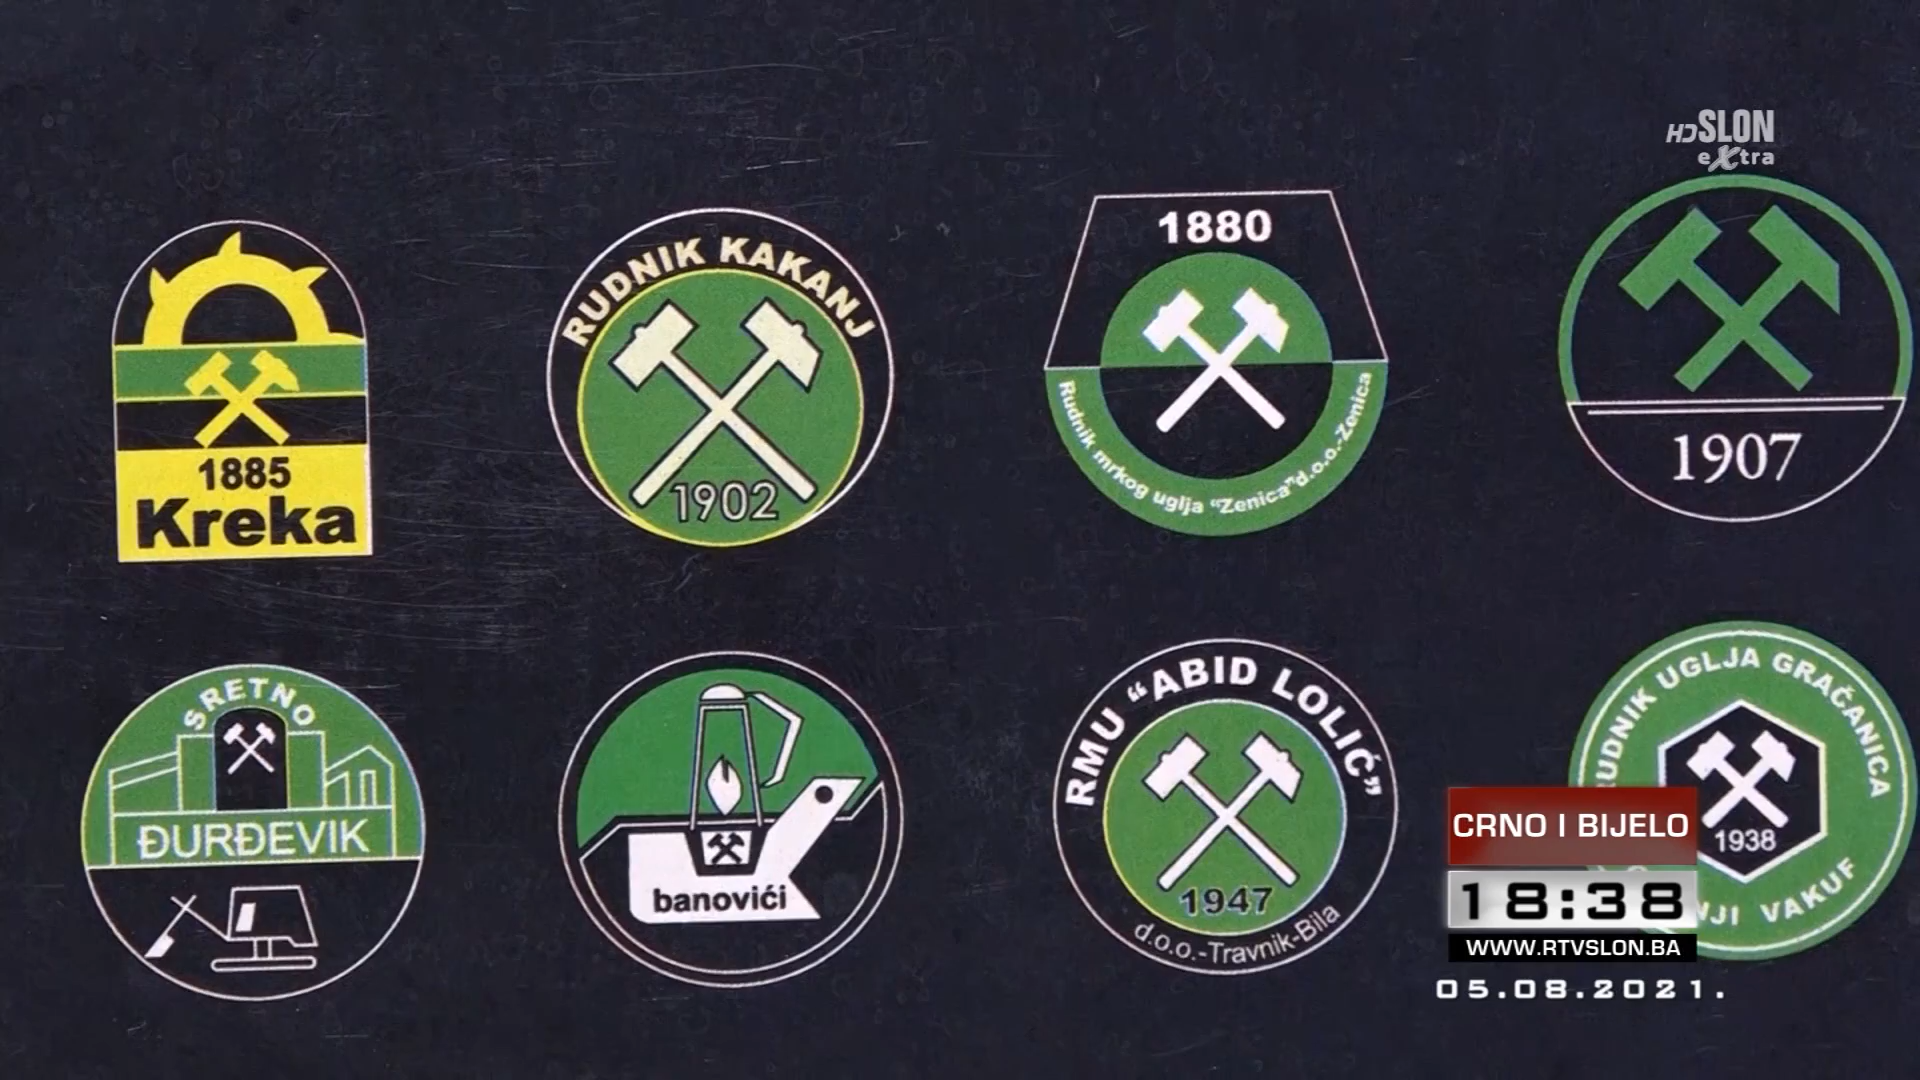 HD SLON
eXtra
1885
Kreka
RUDNIK KAKANJ
1902
1880
Rudnik mrkog uglja “Zenica”d.o.o.-Zenica
1907
SRETNO
ĐURĐEVIK
banovići
RMU “ABID LOLIĆ”
1947
d.o.o.-Travnik-Bila
RUDNIK UGLJA GRAČANICA
1938
VAKUF
CRNO I BIJELO
18:38
WWW.RTVSLON.BA
05.08.2021.